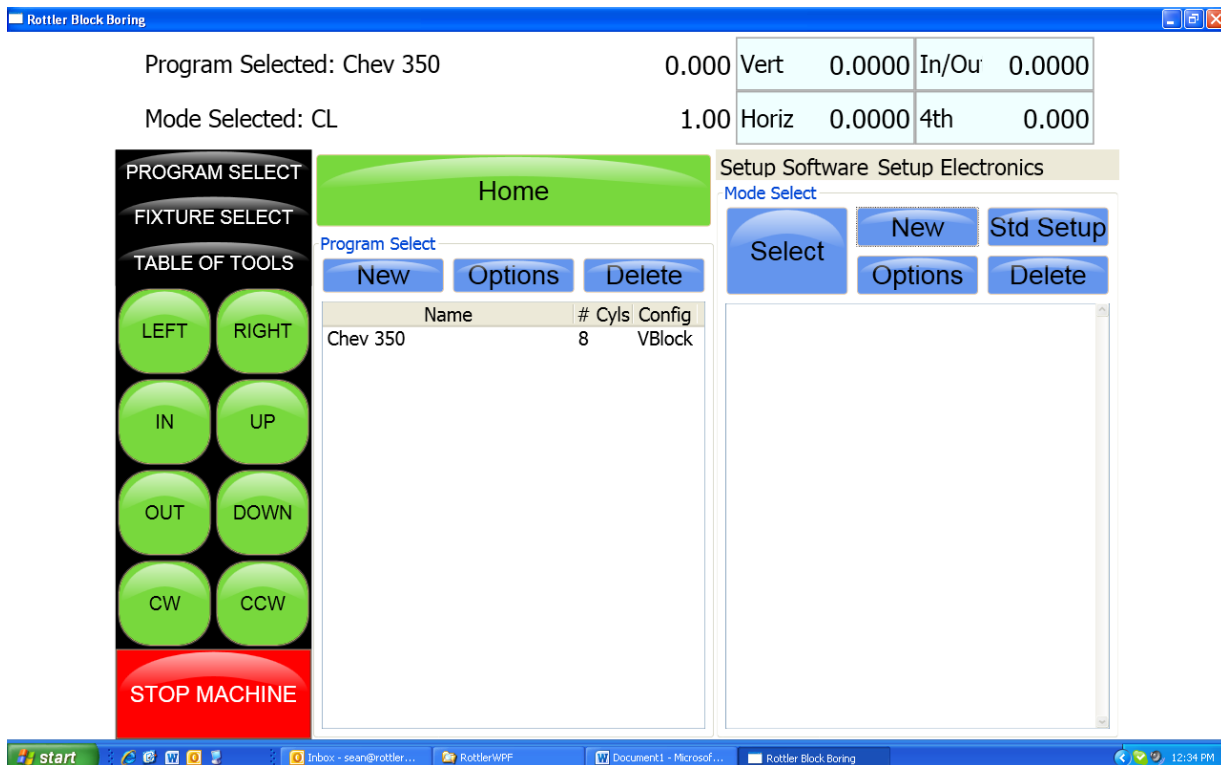 Rottler Block Boring
Program Selected: Chev 350
0.000
Vert 0.0000
In/Ou 0.0000
Mode Selected: CL
1.00
Horiz 0.0000
4th 0.000
PROGRAM SELECT
FIXTURE SELECT
TABLE OF TOOLS
LEFT RIGHT
IN UP
OUT DOWN
CW CCW
STOP MACHINE
Home
Program Select
New Options Delete
Name # Cyls Config
Chev 350 8 VBlock
Setup Software Setup Electronics
Mode Select
Select
New Std Setup
Options Delete
start
Inbox - sean@rottler...
RottlerWPF
Document1 - Microsof...
Rottler Block Boring
12:34 PM